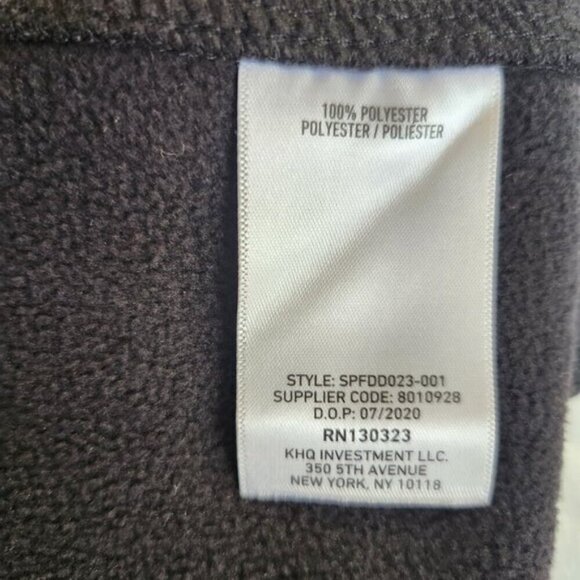 100% POLYESTER
POLYESTER / POLIÉSTER
STYLE: SPFDD023-001
SUPPLIER CODE: 8010928
D.O.P: 07/2020
RN130323
KHQ INVESTMENT LLC.
350 5TH AVENUE
NEW YORK, NY 10118